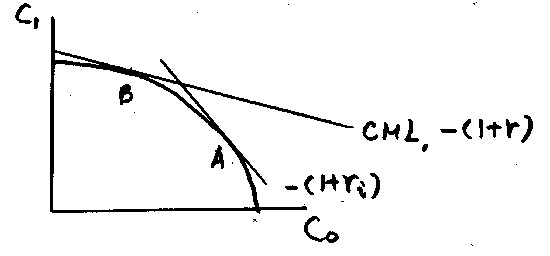 C₁
B
CML, -(1+r)
A
-(1+rᵢ)
C₀